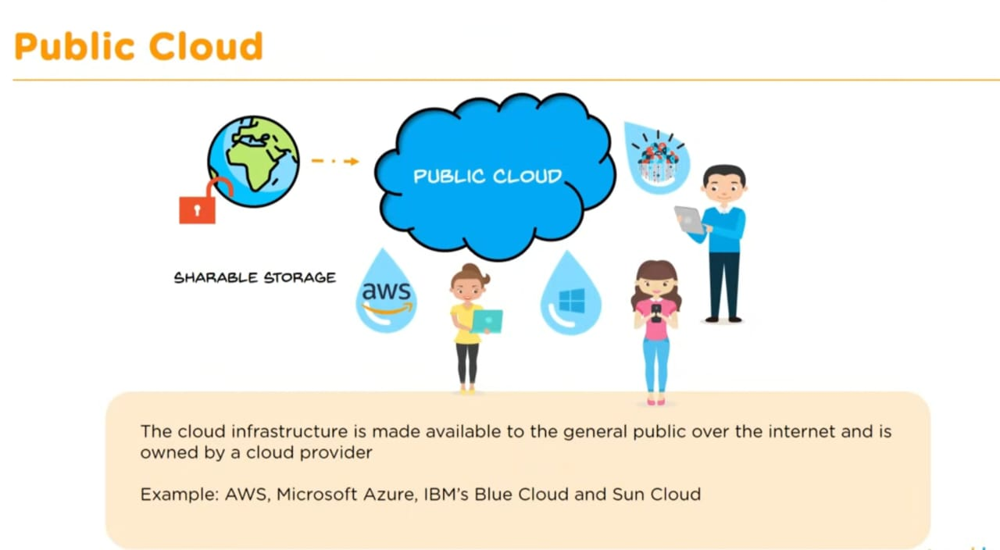 Public Cloud
PUBLIC CLOUD
SHARABLE STORAGE
aws
The cloud infrastructure is made available to the general public over the internet and is
owned by a cloud provider
Example: AWS, Microsoft Azure, IBM's Blue Cloud and Sun Cloud